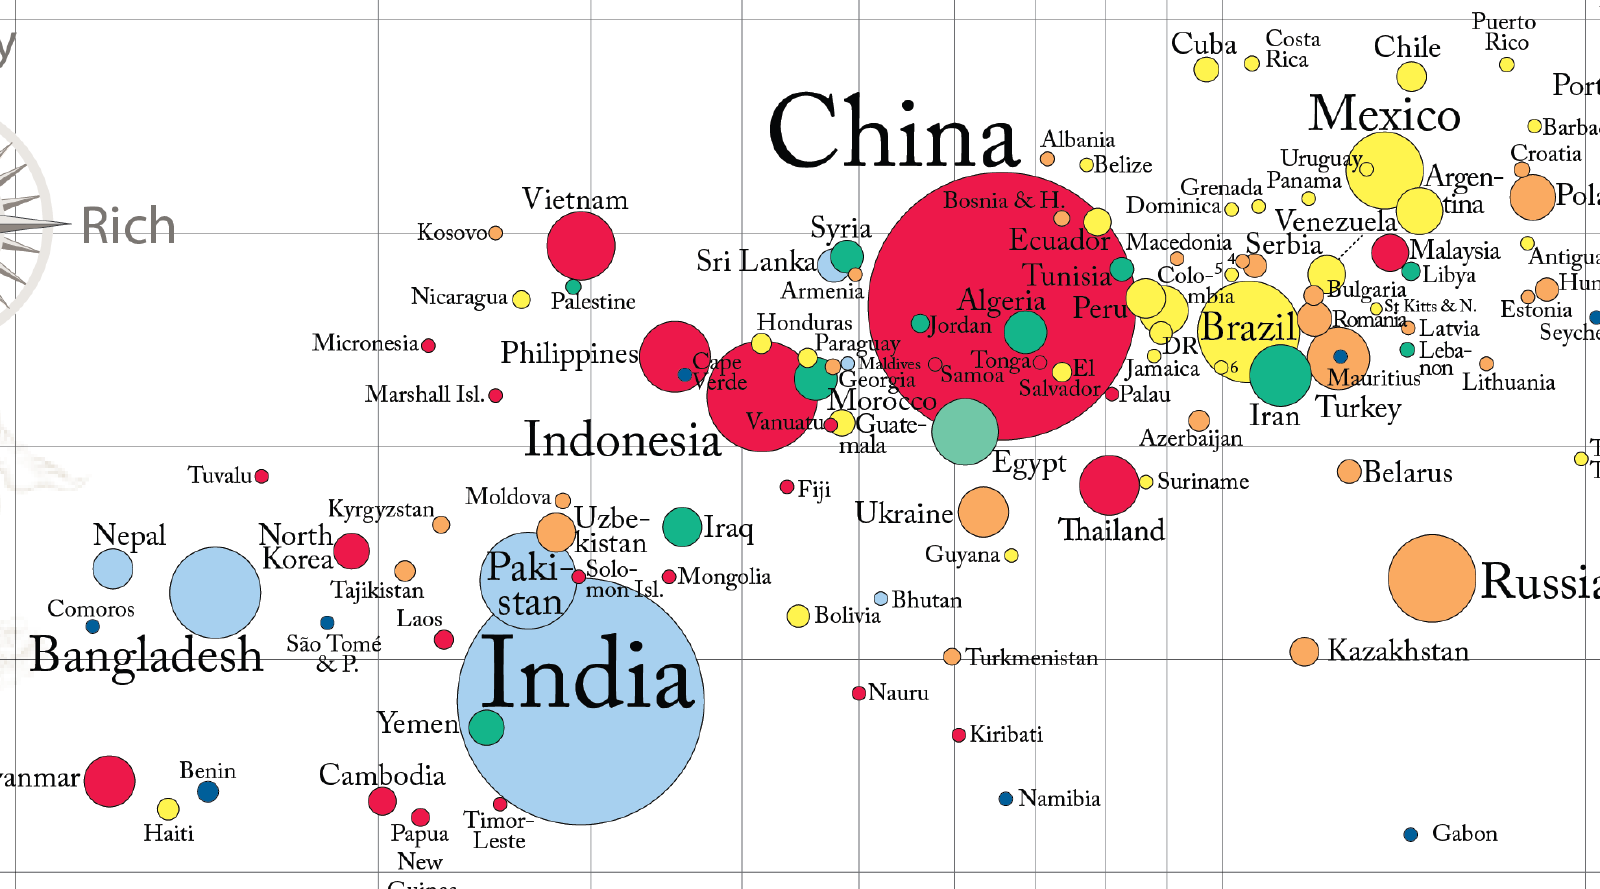 y
Rich
Puerto
Rico
Cuba
Costa
Rica
Chile
Port
China
Mexico
Barba
Albania
Belize
Uruguay
Croatia
Panama
Argen-
tina
Pola
Grenada
Dominica
Bosnia & H.
Vietnam
Kosovo
Syria
Ecuador
Macedonia
Venezuela
Serbia
Malaysia
Antigua
Sri Lanka
Armenia
Tunisia
Colo-
mbia
5
4
Libya
Hun
Nicaragua
Palestine
Algeria
Peru
Bulgaria
St Kitts & N.
Estonia
Seyche
Romania
Latvia
Honduras
Jordan
Brazil
Micronesia
Philippines
Paraguay
Maldives
Georgia
Cape
Verde
Samoa
Tonga
El
Salvador
DR
Jamaica
6
Leba-
non
Mauritius
Lithuania
Marshall Isl.
Morocco
Palau
Iran
Turkey
Vanuatu
Guate-
mala
Azerbaijan
Indonesia
Egypt
Tuvalu
Fiji
Suriname
Belarus
T
T
Moldova
Kyrgyzstan
Uzbe-
kistan
Iraq
Ukraine
Thailand
Nepal
North
Korea
Guyana
Paki-
stan
Solo-
mon Isl.
Mongolia
Tajikistan
Russia
Comoros
Laos
Bolivia
Bhutan
Bangladesh
São Tomé
& P.
India
Turkmenistan
Kazakhstan
Nauru
Yemen
Kiribati
yanmar
Benin
Cambodia
Namibia
Haiti
Papua
New
Guinea
Timor-
Leste
Gabon